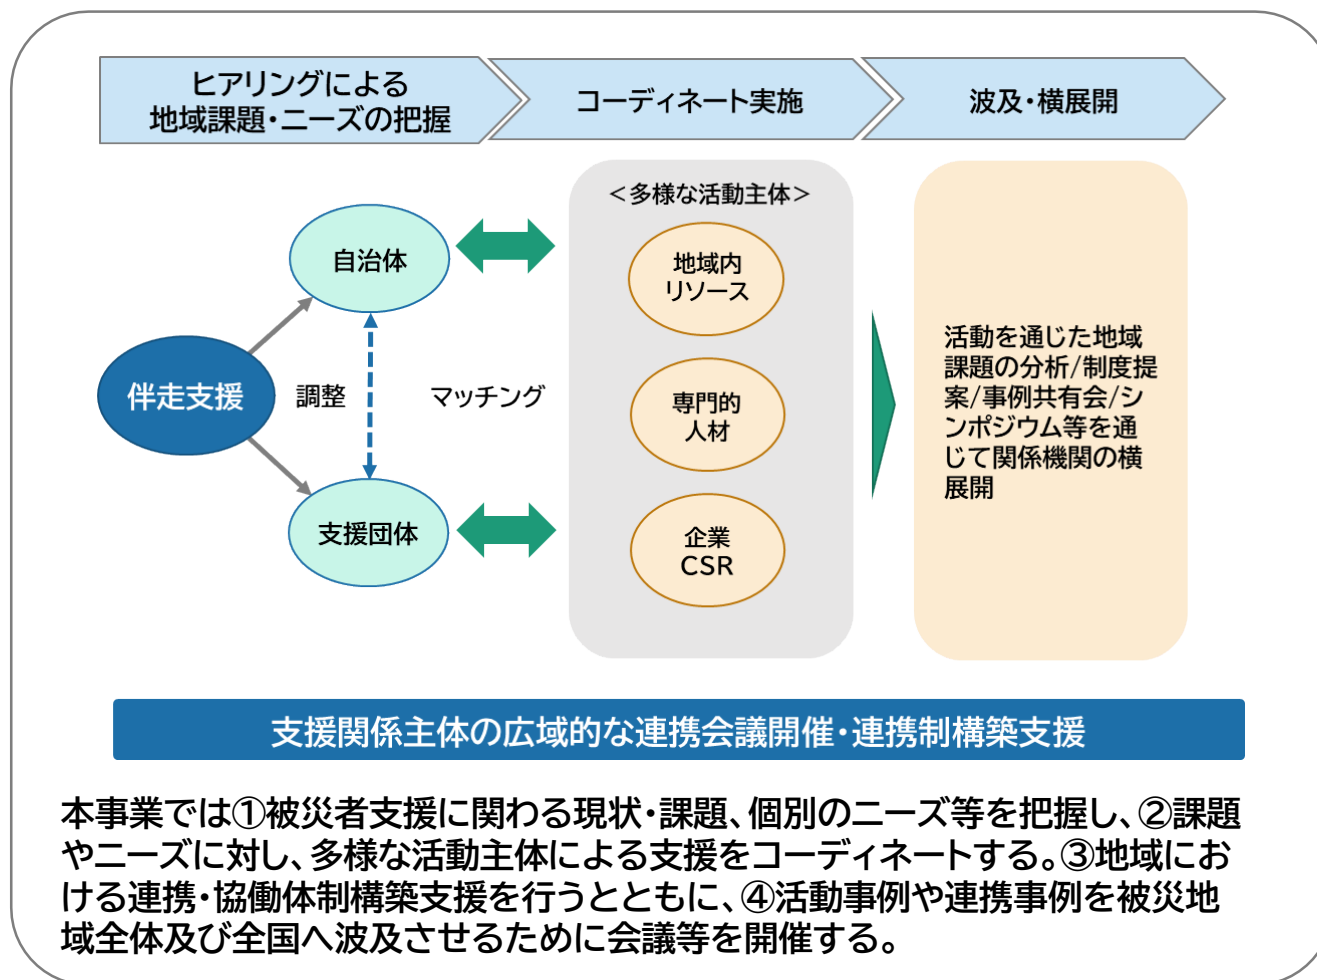 ヒアリングによる
地域課題・ニーズの把握
コーディネート実施
波及・横展開
＜多様な活動主体＞
自治体
地域内
リソース
伴走支援
調整
マッチング
専門的
人材
支援団体
企業
CSR
活動を通じた地域
課題の分析/制度提
案/事例共有会/シ
ンポジウム等を通
じて関係機関の横
展開
支援関係主体の広域的な連携会議開催・連携制構築支援
本事業では①被災者支援に関わる現状・課題、個別のニーズ等を把握し、②課題
やニーズに対し、多様な活動主体による支援をコーディネートする。③地域にお
ける連携・協働体制構築支援を行うとともに、④活動事例や連携事例を被災地
域全体及び全国へ波及させるために会議等を開催する。